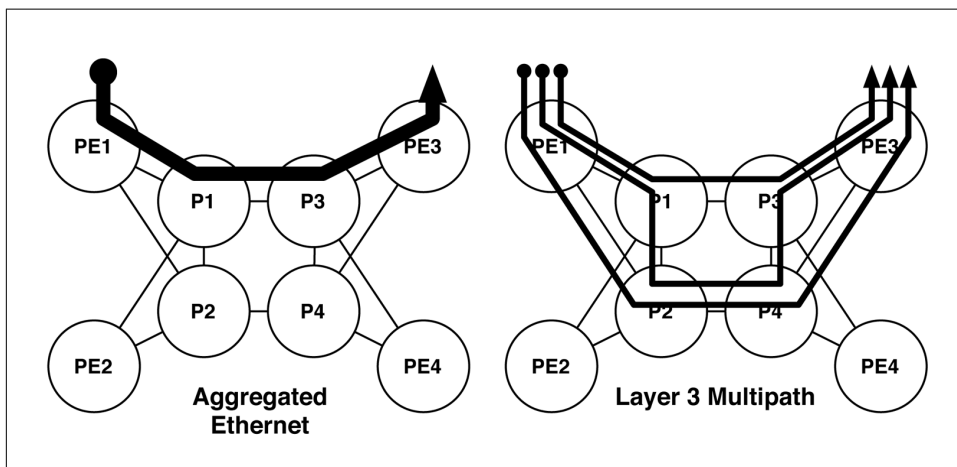 PE1
PE3
P1
P3
P2
P4
PE2
PE4
Aggregated
Ethernet
PE1
PE3
P1
P3
P2
P4
PE2
PE4
Layer 3 Multipath